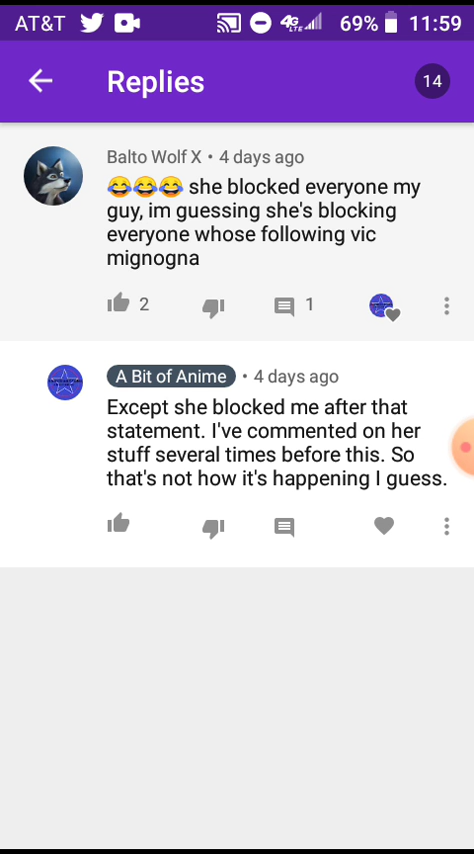 AT&T 4G LTE 69% 11:59
Replies 14
Balto Wolf X • 4 days ago
😂😂😂 she blocked everyone my
guy, im guessing she's blocking
everyone whose following vic
mignogna
2 1
A Bit of Anime • 4 days ago
Except she blocked me after that
statement. I've commented on her
stuff several times before this. So
that's not how it's happening I guess.